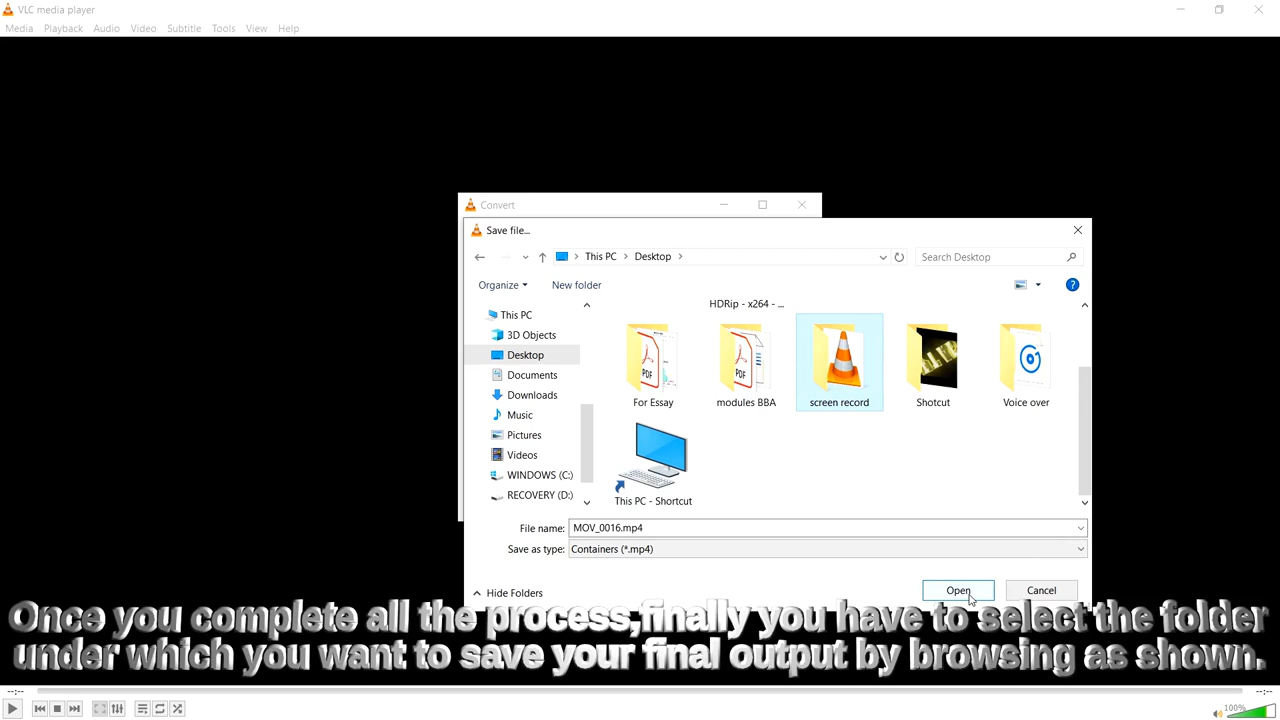 VLC media player
Media Playback Audio Video Subtitle Tools View Help
Convert
Save file...
This PC > Desktop >
Search Desktop
Organize
New folder
HDRip - x264 - ...
This PC
3D Objects
Desktop
Documents
Downloads
Music
Pictures
Videos
WINDOWS (C:)
RECOVERY (D:)
For Essay
modules BBA
screen record
Shotcut
Voice over
This PC - Shortcut
File name: MOV_0016.mp4
Save as type: Containers (*.mp4)
Hide Folders
Open
Cancel
Once you complete all the process,finally you have to select the folder
under which you want to save your final output by browsing as shown.
--:--
--:--
100%